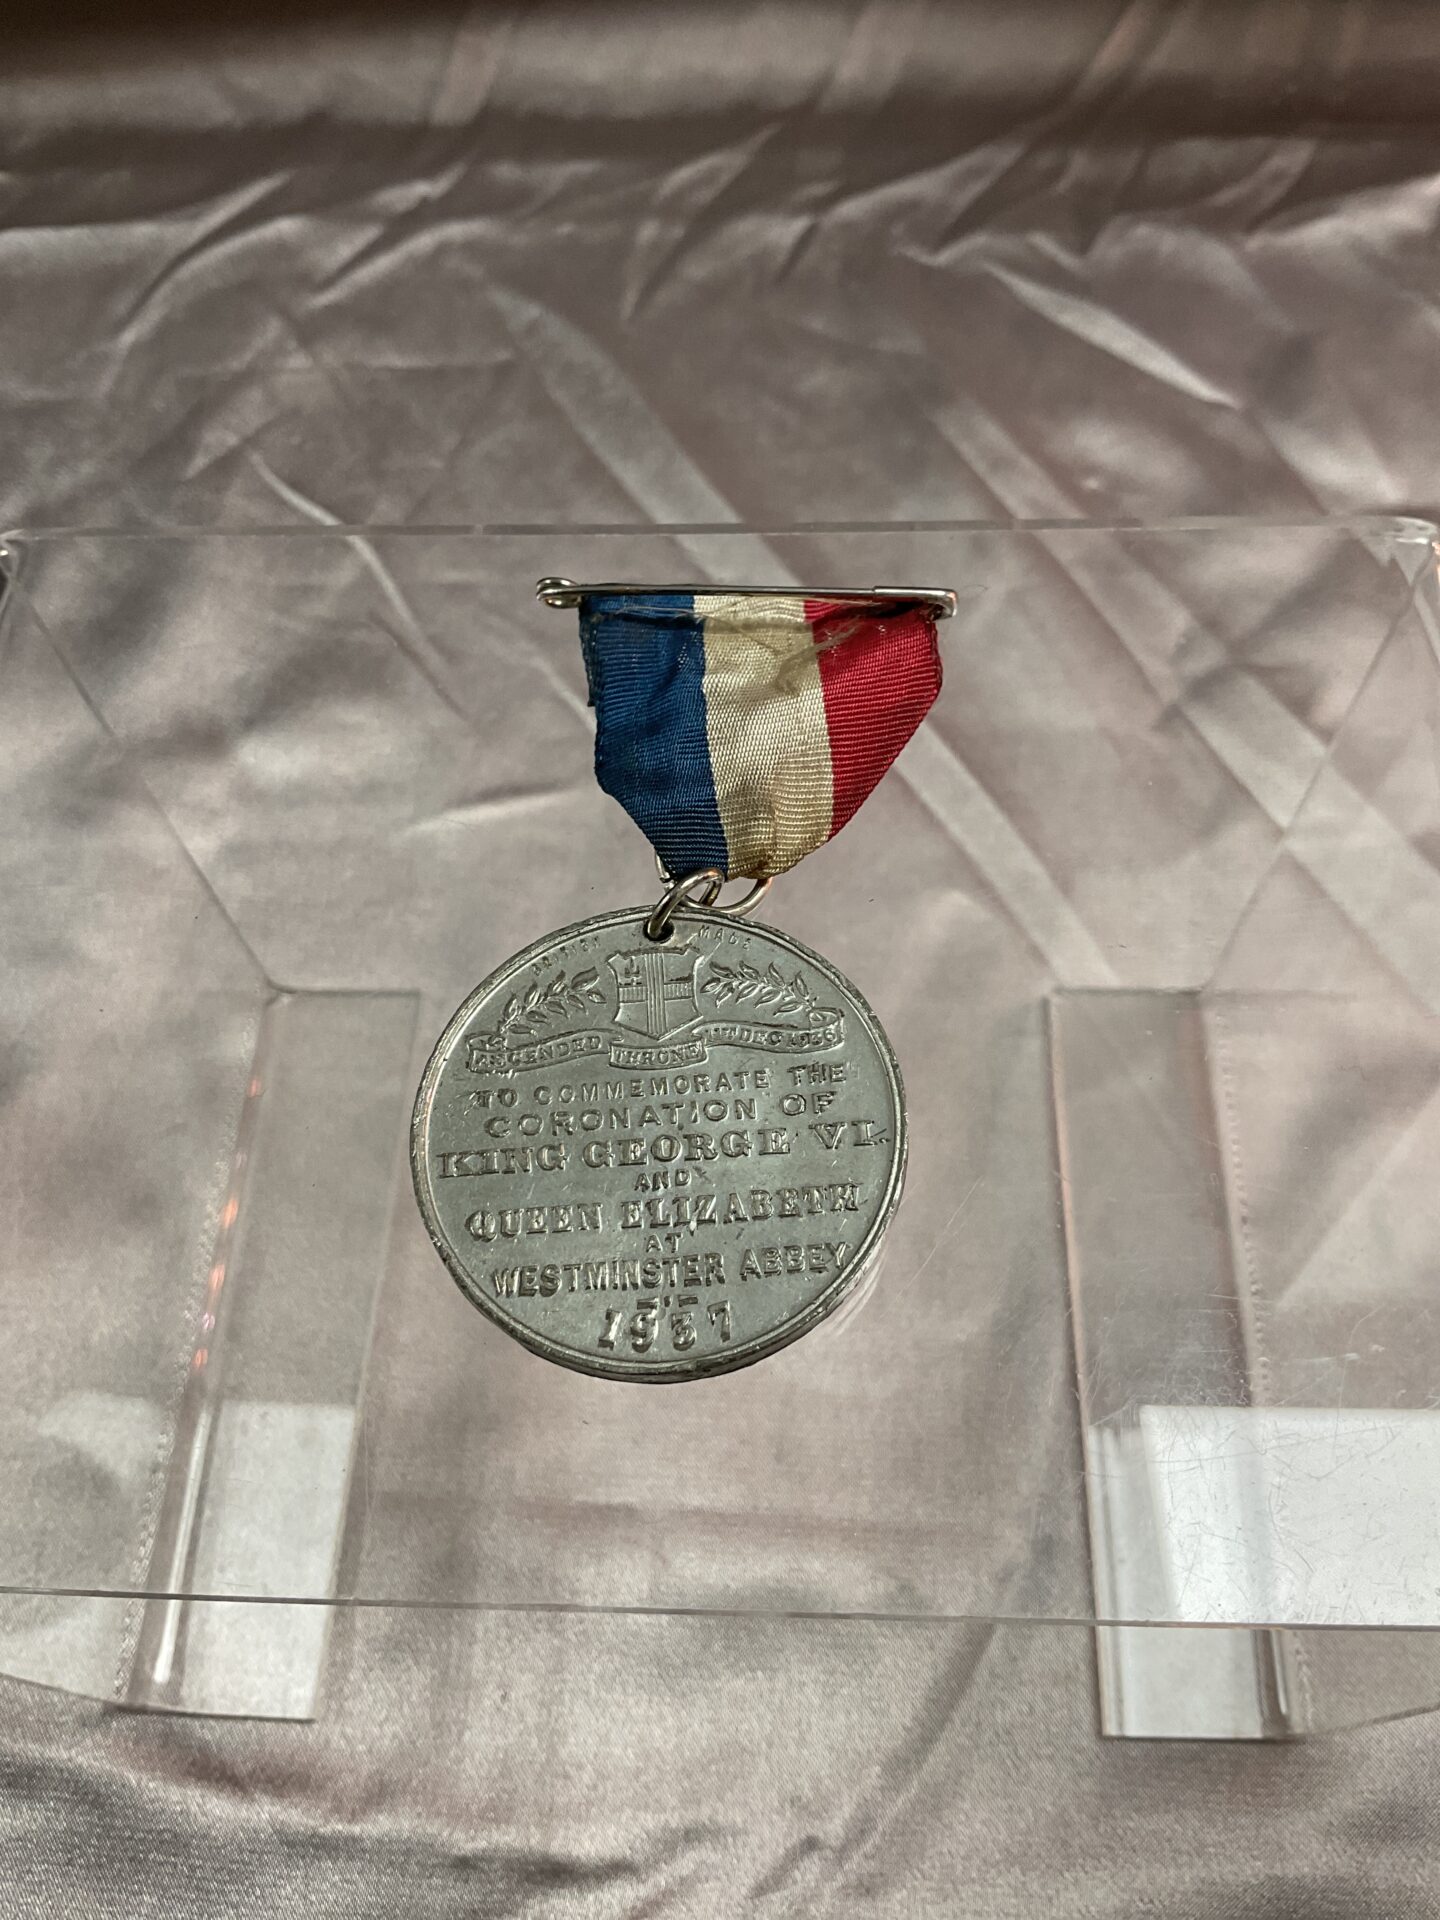 BRITISH MADE
ASCENDED THRONE 11TH DEC 1936
TO COMMEMORATE THE
CORONATION OF
KING GEORGE VI.
AND
QUEEN ELIZABETH
AT
WESTMINSTER ABBEY
1937